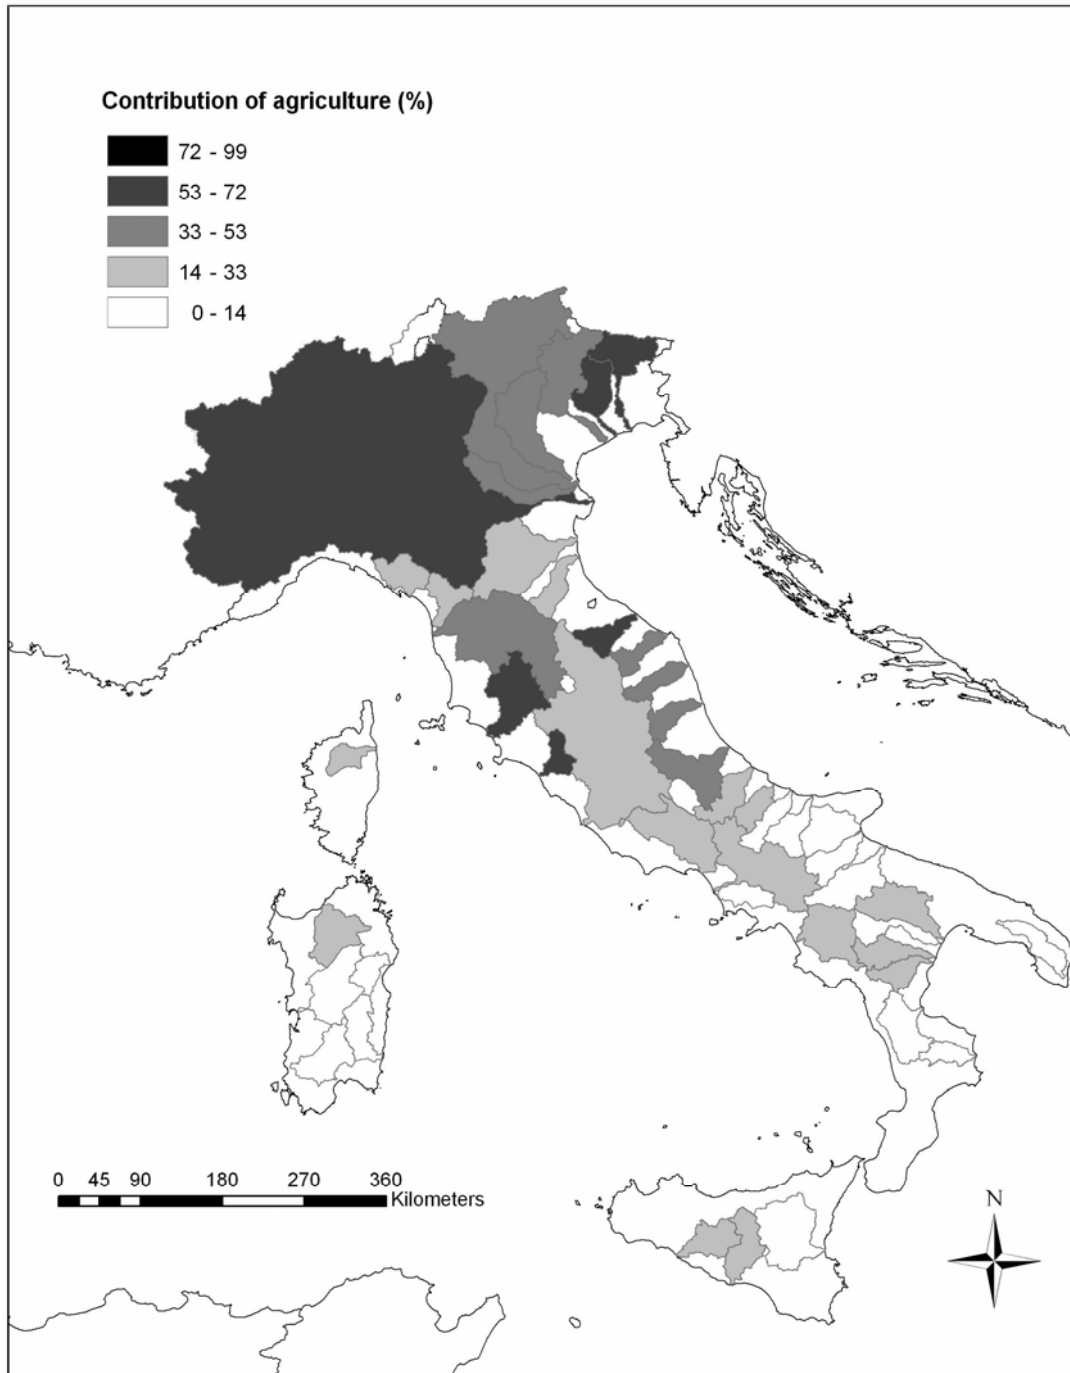 Contribution of agriculture (%)
72 - 99
53 - 72
33 - 53
14 - 33
0 - 14
0 45 90 180 270 360
Kilometers
N